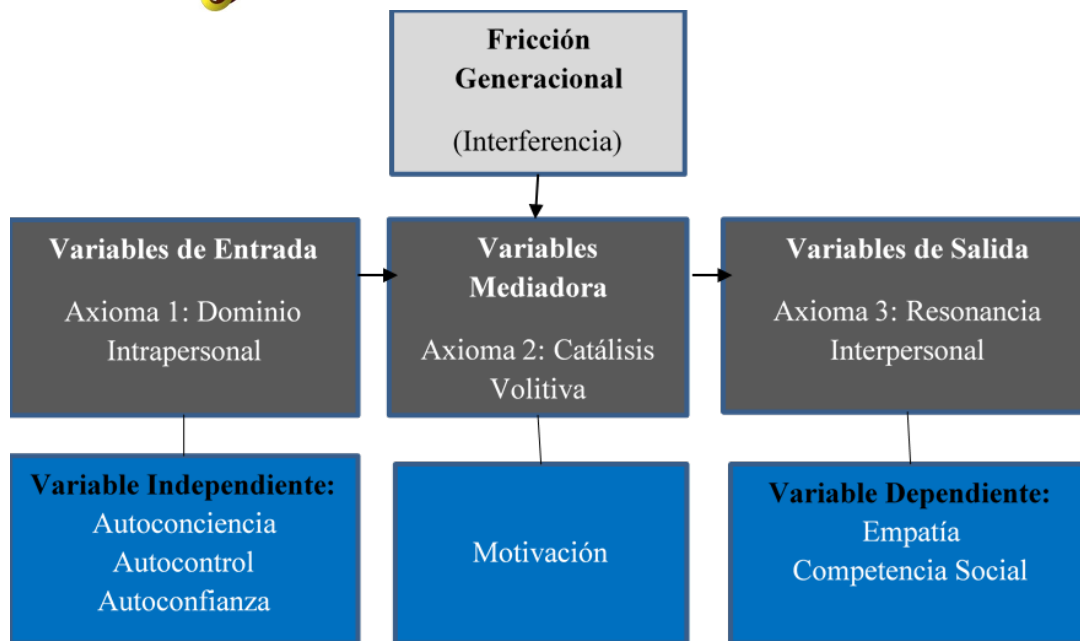 Fricción
Generacional
(Interferencia)
Variables de Entrada
Axioma 1: Dominio
Intrapersonal
Variables
Mediadora
Axioma 2: Catálisis
Volitiva
Variables de Salida
Axioma 3: Resonancia
Interpersonal
Variable Independiente:
Autoconciencia
Autocontrol
Autoconfianza
Motivación
Variable Dependiente:
Empatía
Competencia Social